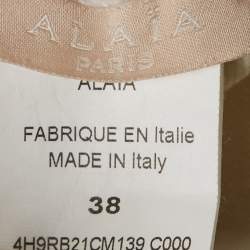 ALAÏA
PARIS
ALAIA
FABRIQUE EN Italie
MADE IN Italy
38
4H9RB21CM139 C000